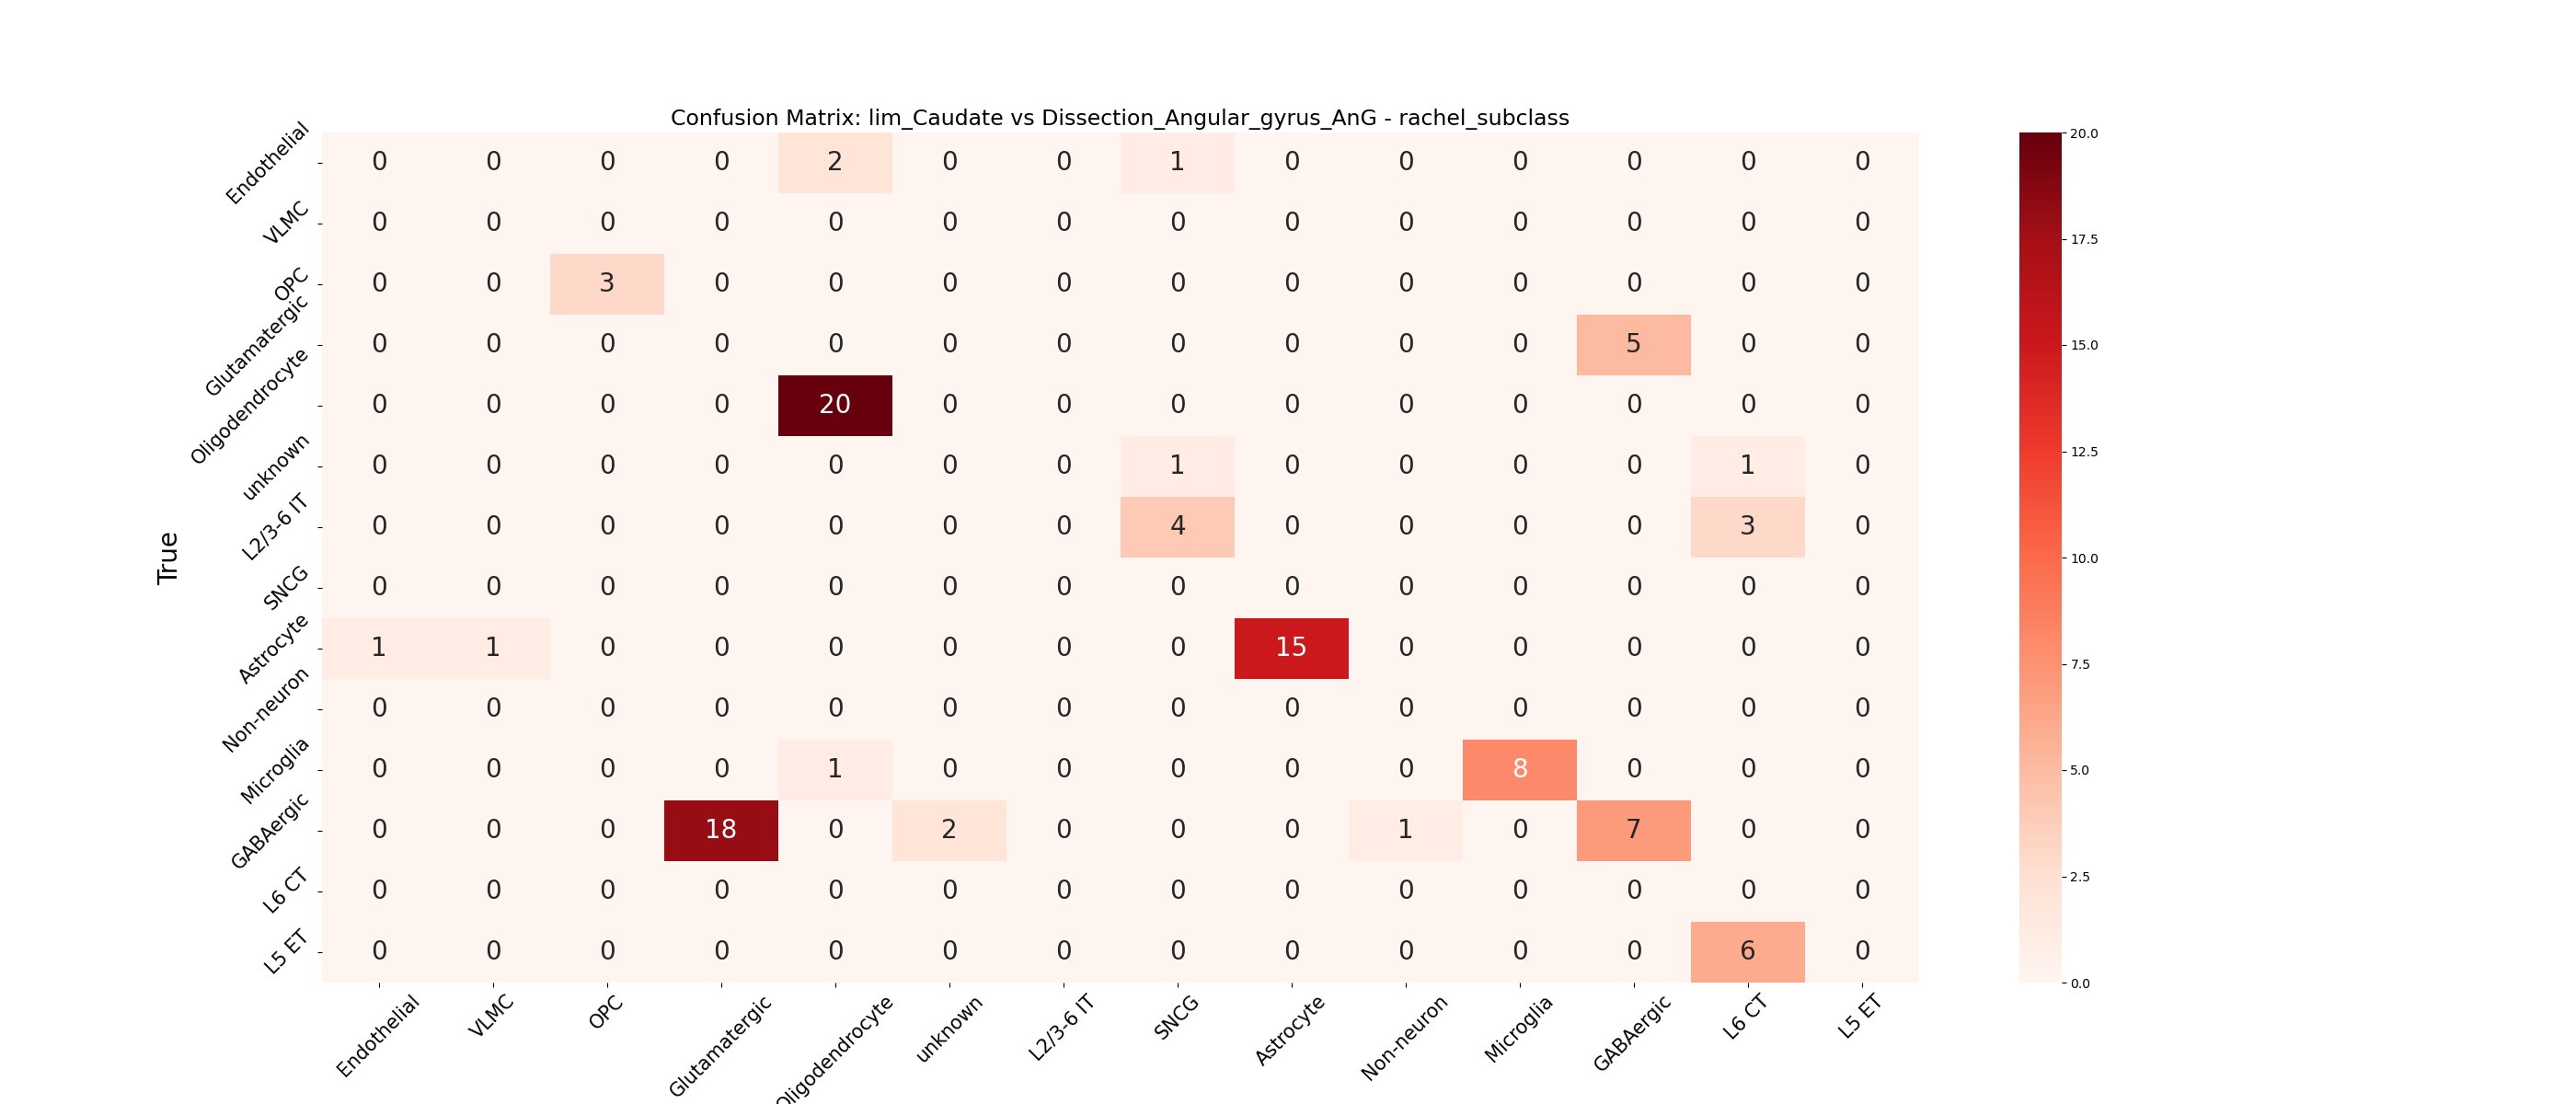 Confusion Matrix: lim_Caudate vs Dissection_Angular_gyrus_AnG - rachel_subclass
True
Endothelial 0 0 0 0 2 0 0 1 0 0 0 0 0 0
VLMC 0 0 0 0 0 0 0 0 0 0 0 0 0 0
OPC 0 0 3 0 0 0 0 0 0 0 0 0 0 0
Glutamatergic 0 0 0 0 0 0 0 0 0 0 0 5 0 0
Oligodendrocyte 0 0 0 0 20 0 0 0 0 0 0 0 0 0
unknown 0 0 0 0 0 0 0 1 0 0 0 0 1 0
L2/3-6 IT 0 0 0 0 0 0 0 4 0 0 0 0 3 0
SNCG 0 0 0 0 0 0 0 0 0 0 0 0 0 0
Astrocyte 1 1 0 0 0 0 0 0 15 0 0 0 0 0
Non-neuron 0 0 0 0 0 0 0 0 0 0 0 0 0 0
Microglia 0 0 0 0 1 0 0 0 0 0 8 0 0 0
GABAergic 0 0 0 18 0 2 0 0 0 1 0 7 0 0
L6 CT 0 0 0 0 0 0 0 0 0 0 0 0 0 0
L5 ET 0 0 0 0 0 0 0 0 0 0 0 0 6 0
Endothelial VLMC OPC Glutamatergic Oligodendrocyte unknown L2/3-6 IT SNCG Astrocyte Non-neuron Microglia GABAergic L6 CT L5 ET
20.0
17.5
15.0
12.5
10.0
7.5
5.0
2.5
0.0